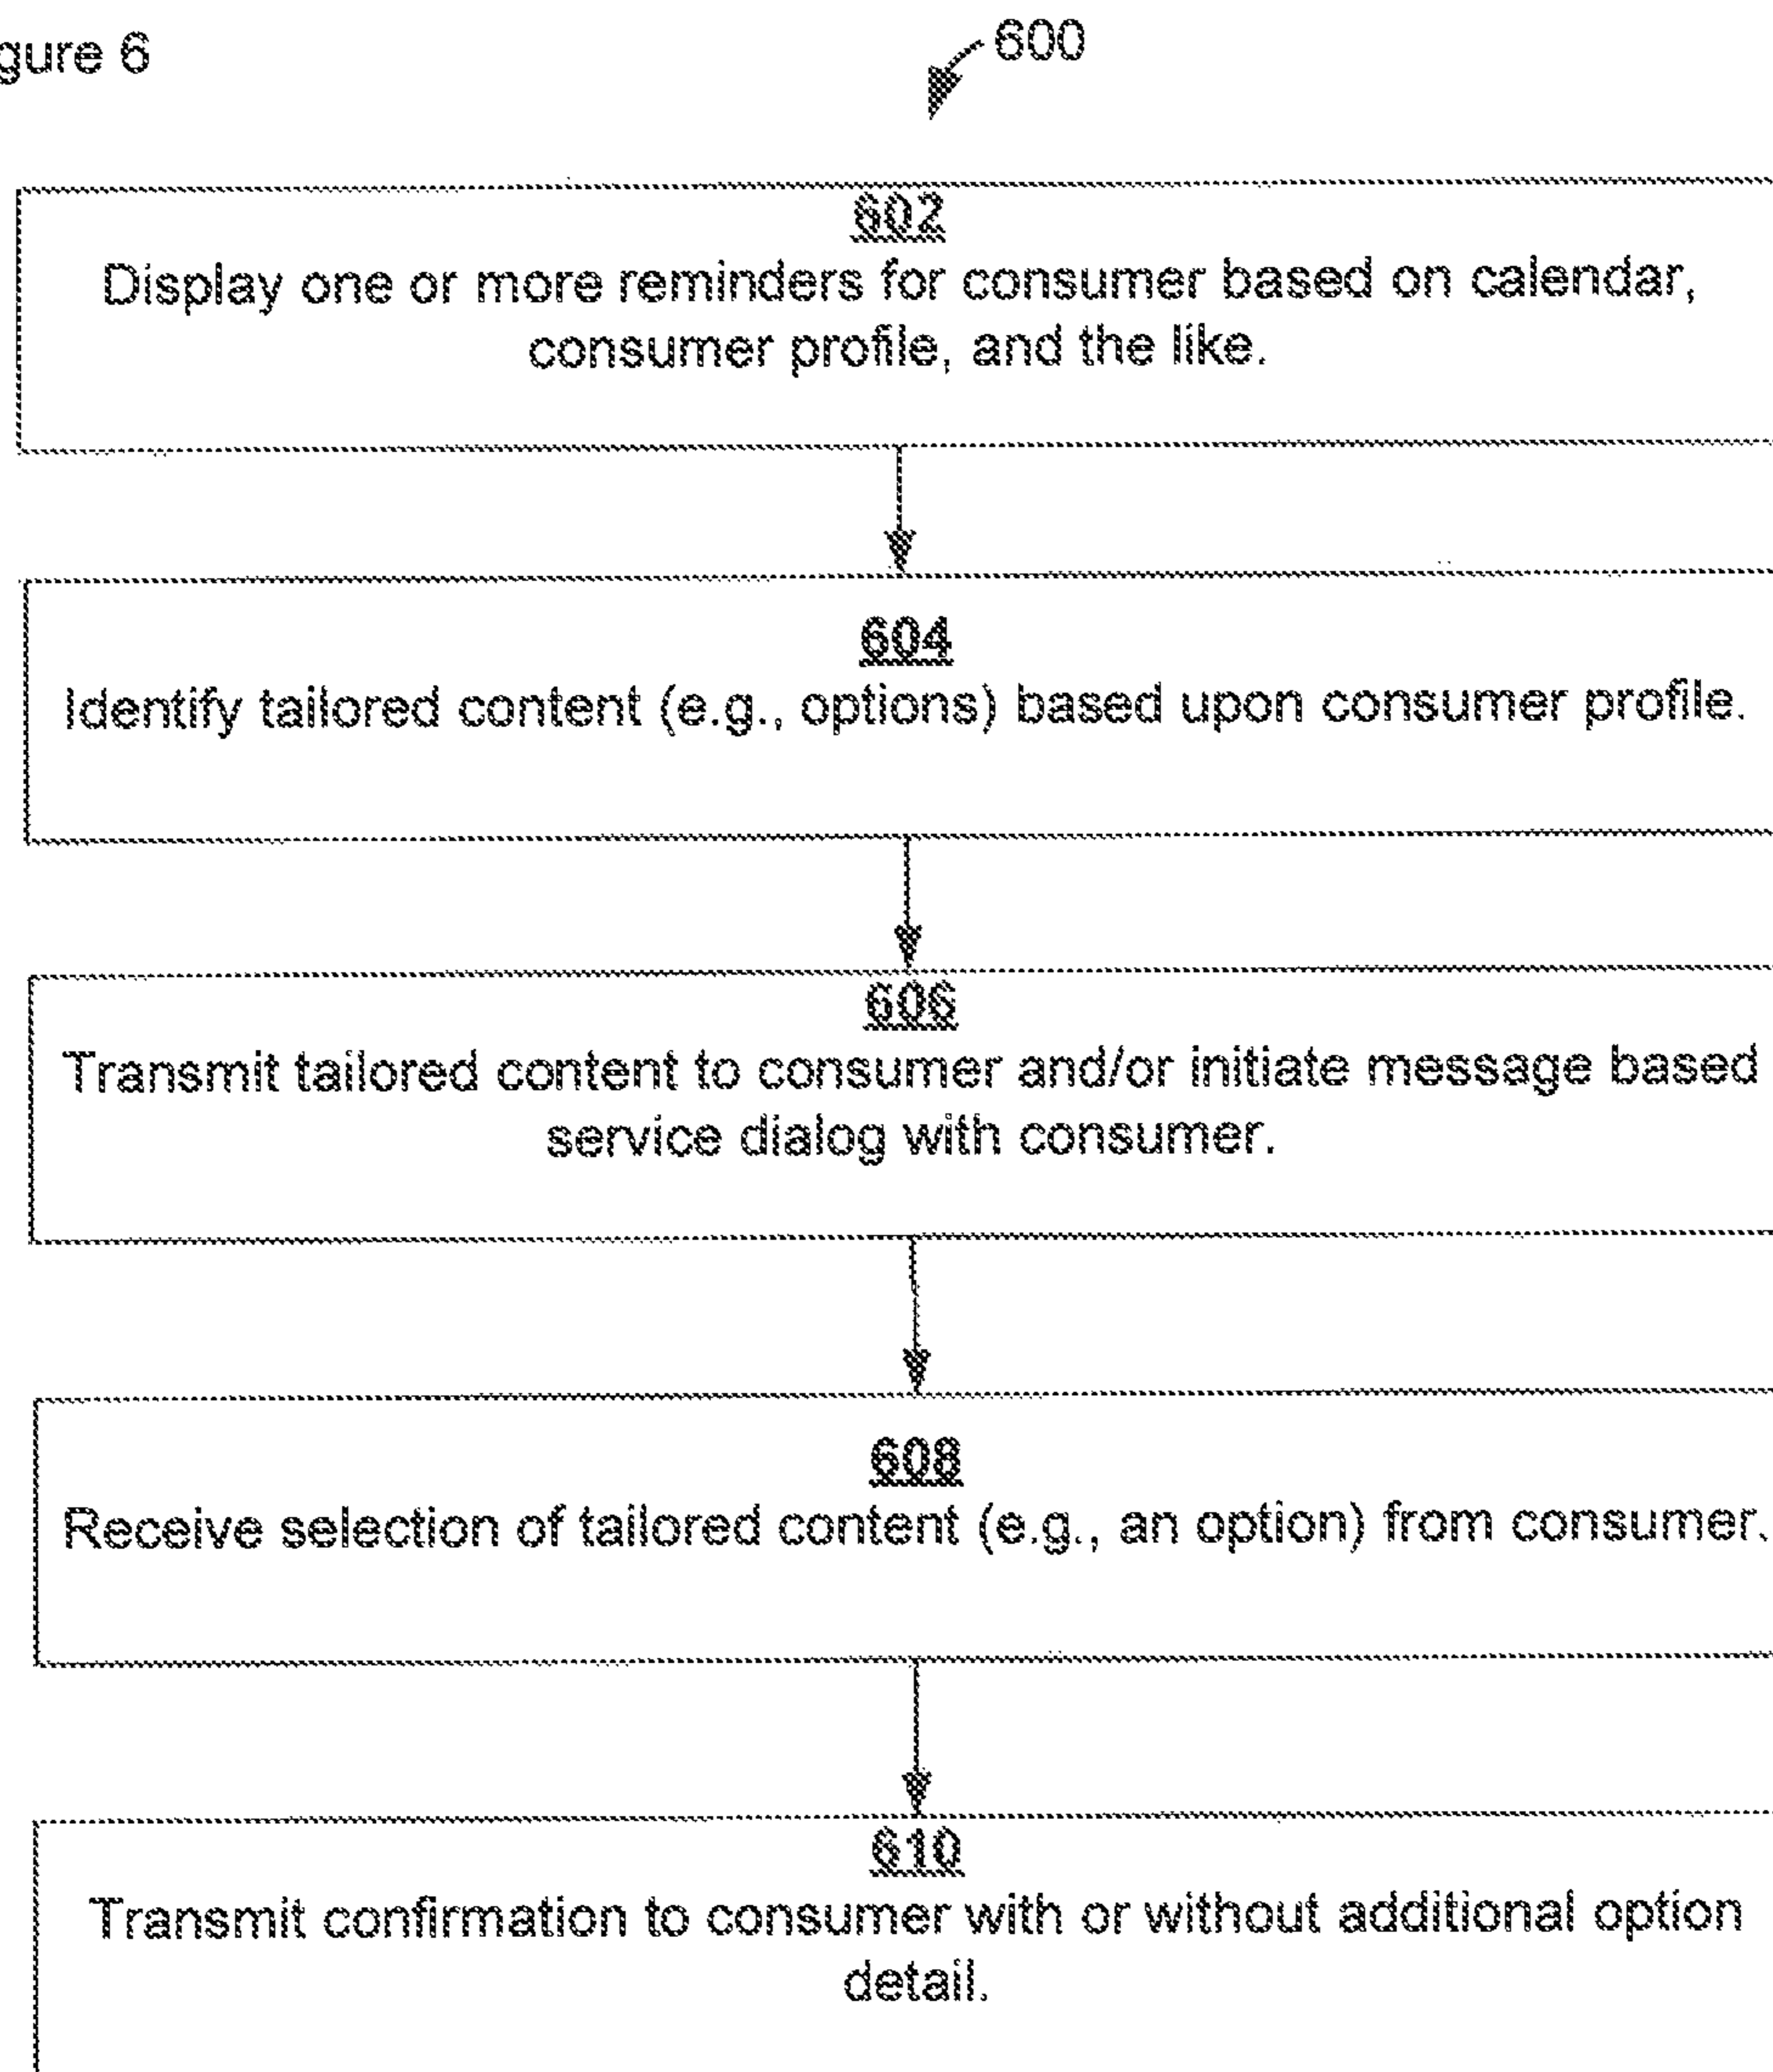 gure 6
600
602
Display one or more reminders for consumer based on calendar,
consumer profile, and the like.
604
Identify tailored content (e.g., options) based upon consumer profile.
606
Transmit tailored content to consumer and/or initiate message based
service dialog with consumer.
608
Receive selection of tailored content (e.g., an option) from consumer.
610
Transmit confirmation to consumer with or without additional option
detail.